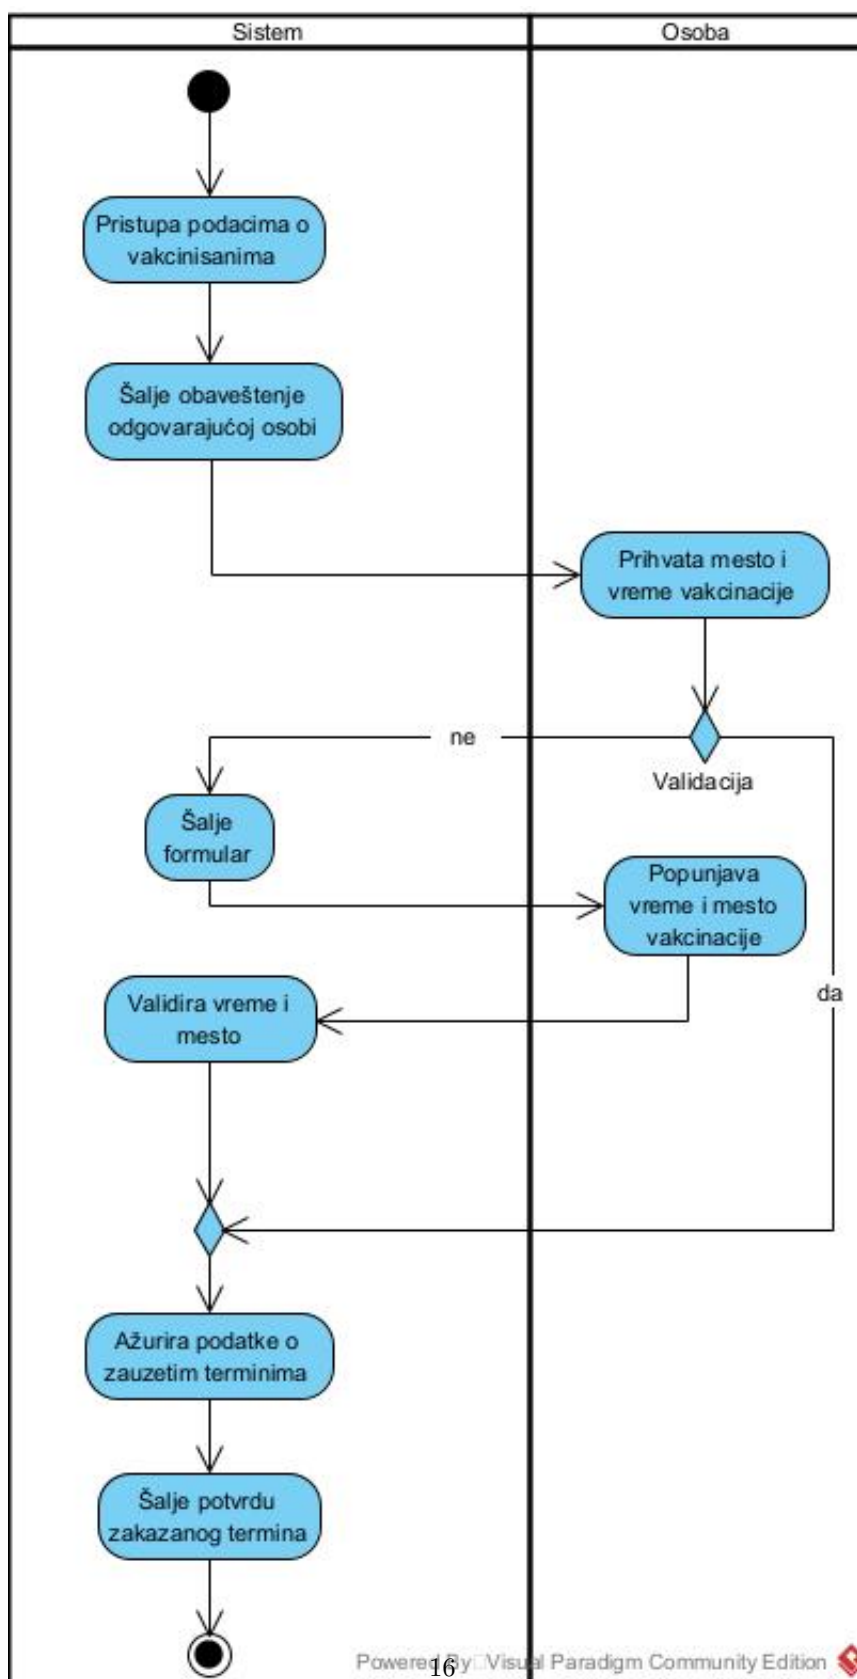 Sistem
Osoba
Pristupa podacima o
vakcinisanima
Šalje obaveštenje
odgovarajućoj osobi
Prihvata mesto i
vreme vakcinacije
ne
Validacija
Šalje
formular
Popunjava
vreme i mesto
vakcinacije
Validira vreme i
mesto
da
Ažurira podatke o
zauzetim terminima
Šalje potvrdu
zakazanog termina
Powered By Visual Paradigm Community Edition
16